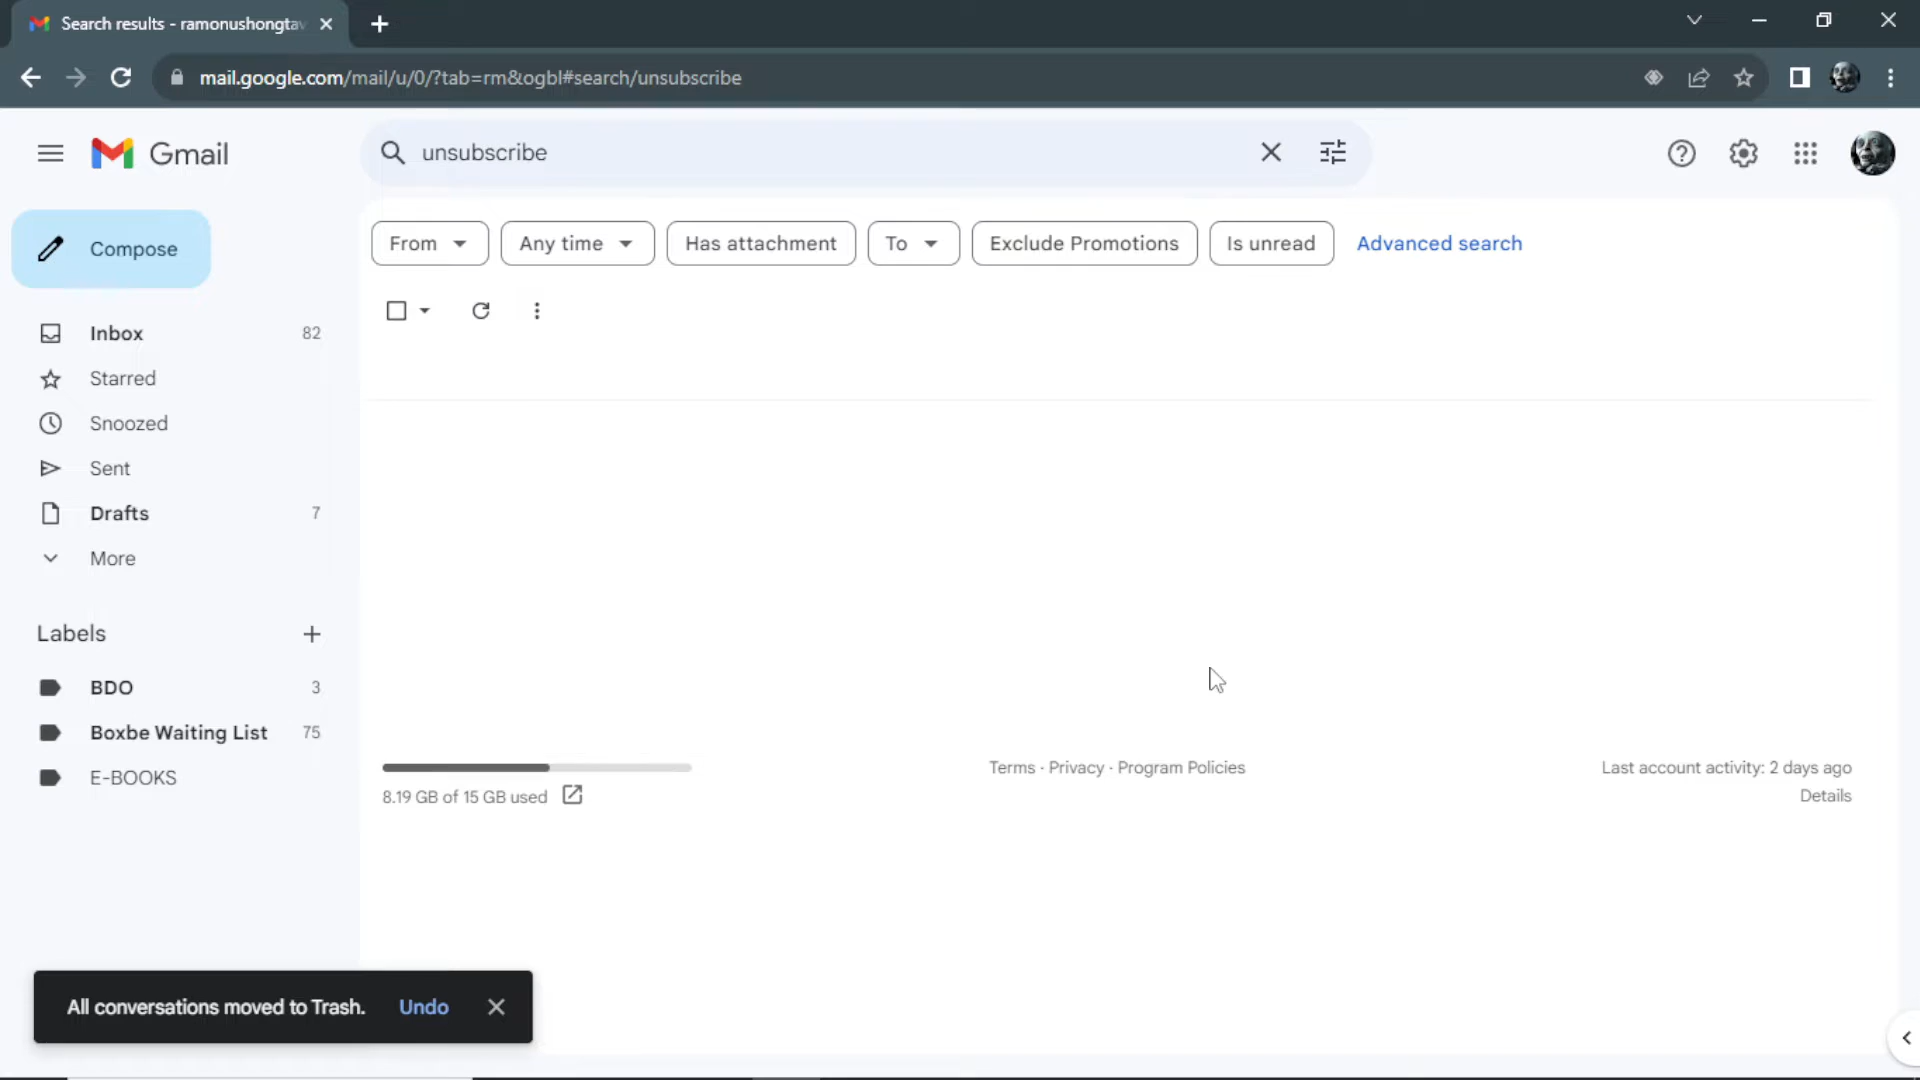 Search results - ramonushongtav
mail.google.com/mail/u/0/?tab=rm&ogbl#search/unsubscribe
Gmail
unsubscribe
Compose
From
Any time
Has attachment
To
Exclude Promotions
Is unread
Advanced search
Inbox 82
Starred
Snoozed
Sent
Drafts 7
More
Labels
BDO 3
Boxbe Waiting List 75
E-BOOKS
8.19 GB of 15 GB used
Terms · Privacy · Program Policies
Last account activity: 2 days ago
Details
All conversations moved to Trash. Undo